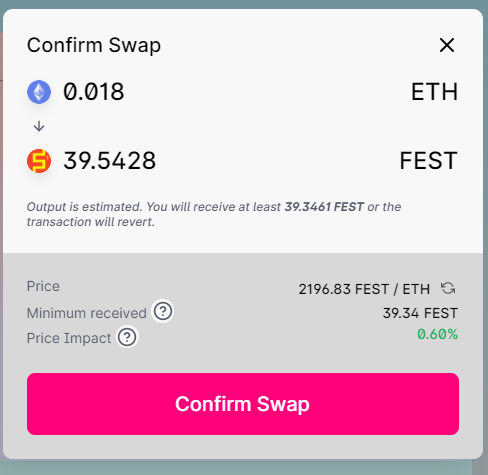 Confirm Swap
0.018 ETH
39.5428 FEST
Output is estimated. You will receive at least 39.3461 FEST or the
transaction will revert.
Price 2196.83 FEST / ETH
Minimum received 39.34 FEST
Price Impact 0.60%
Confirm Swap